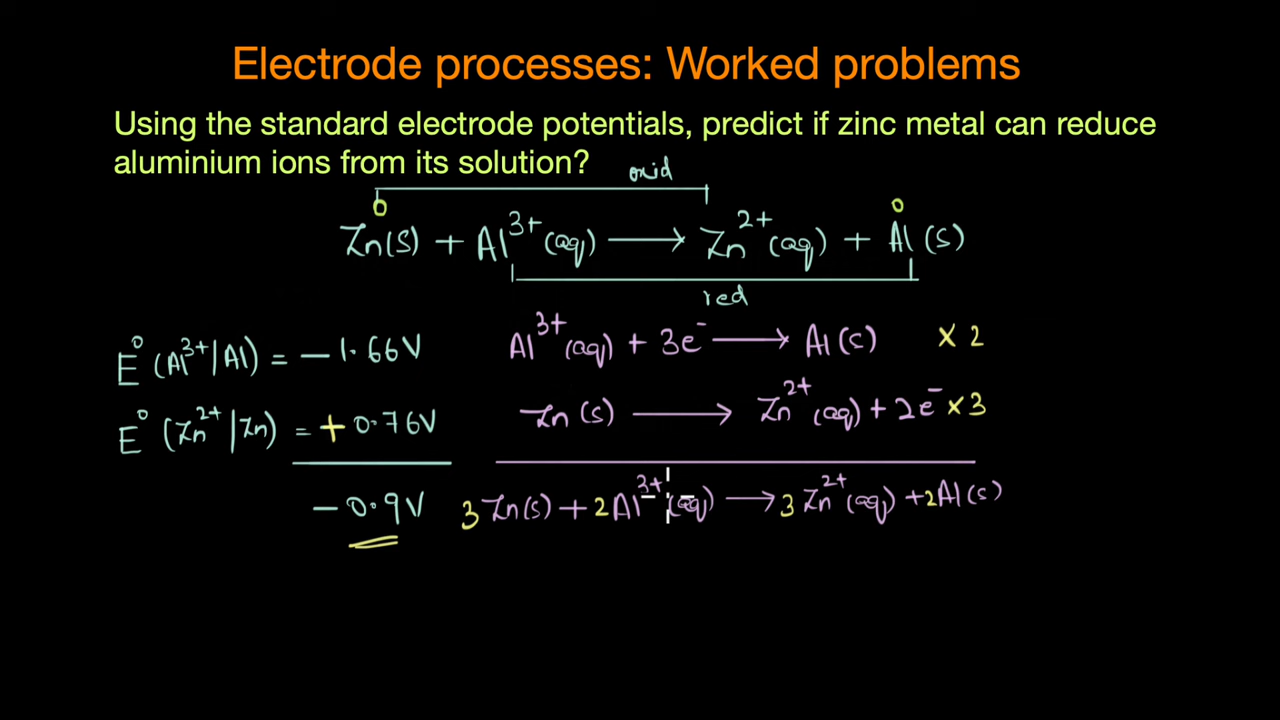 Electrode processes: Worked problems
Using the standard electrode potentials, predict if zinc metal can reduce
aluminium ions from its solution?
oxid
0 0
Zn(s) + Al³⁺(aq) ⟶ Zn²⁺(aq) + Al(s)
red
E⁰(Al³⁺|Al) = −1.66V Al³⁺(aq) + 3e⁻ ⟶ Al(s) × 2
E⁰(Zn²⁺|Zn) = +0.76V Zn(s) ⟶ Zn²⁺(aq) + 2e⁻ × 3
−0.9V 3Zn(s) + 2Al³⁺(aq) ⟶ 3Zn²⁺(aq) + 2Al(s)